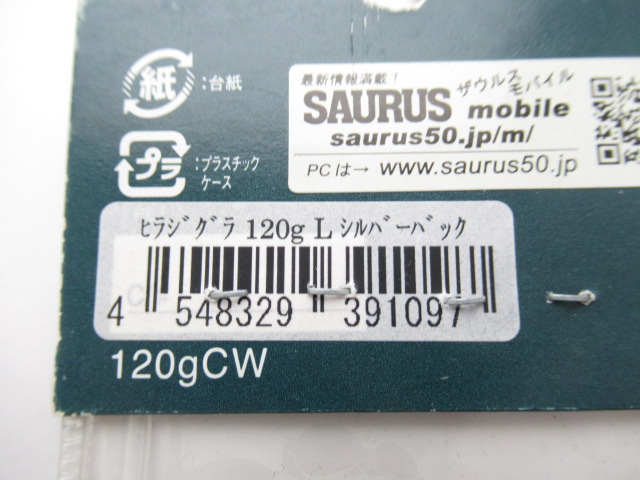 紙
:台紙
プラ
:プラスチック
ケース
最新情報満載!
ザウルス
モバイル
SAURUS mobile
saurus50.jp/m/
PCは→ www.saurus50.jp
ﾋﾗｼﾞｸﾞﾗ 120g L ｼﾙﾊﾞｰﾊﾞｯｸ
4 548329 391097
120gCW